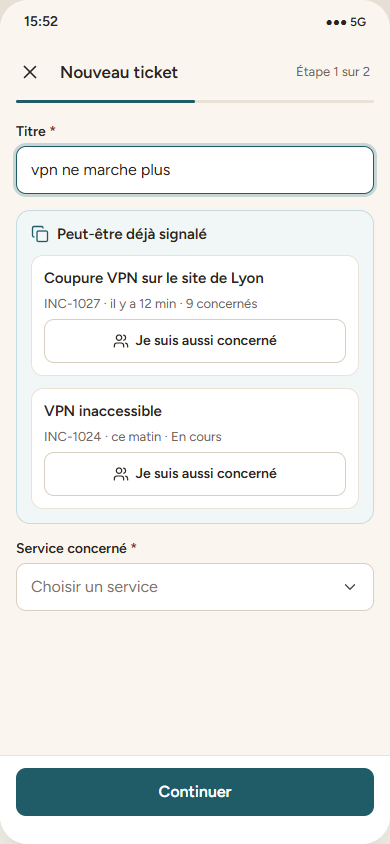 15:52
●●● 5G
Nouveau ticket
Étape 1 sur 2
Titre *
vpn ne marche plus
Peut-être déjà signalé
Coupure VPN sur le site de Lyon
INC-1027 · il y a 12 min · 9 concernés
Je suis aussi concerné
VPN inaccessible
INC-1024 · ce matin · En cours
Je suis aussi concerné
Service concerné *
Choisir un service
Continuer